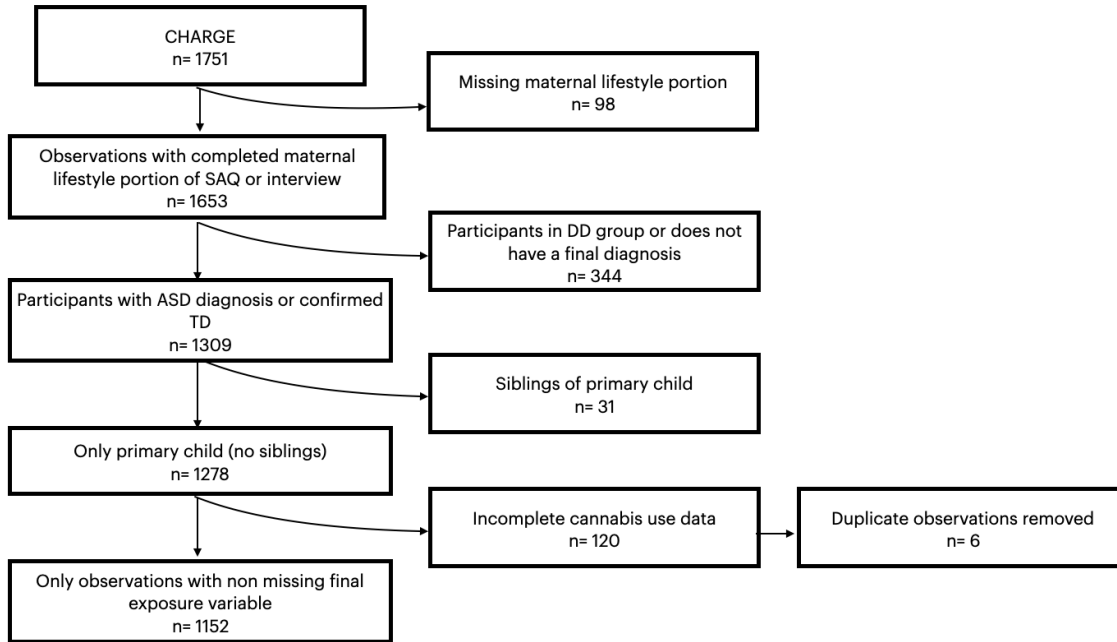 CHARGE
n= 1751
Missing maternal lifestyle portion
n= 98
Observations with completed maternal
lifestyle portion of SAQ or interview
n= 1653
Participants in DD group or does not
have a final diagnosis
n= 344
Participants with ASD diagnosis or confirmed
TD
n= 1309
Siblings of primary child
n= 31
Only primary child (no siblings)
n= 1278
Incomplete cannabis use data
n= 120
Duplicate observations removed
n= 6
Only observations with non missing final
exposure variable
n= 1152